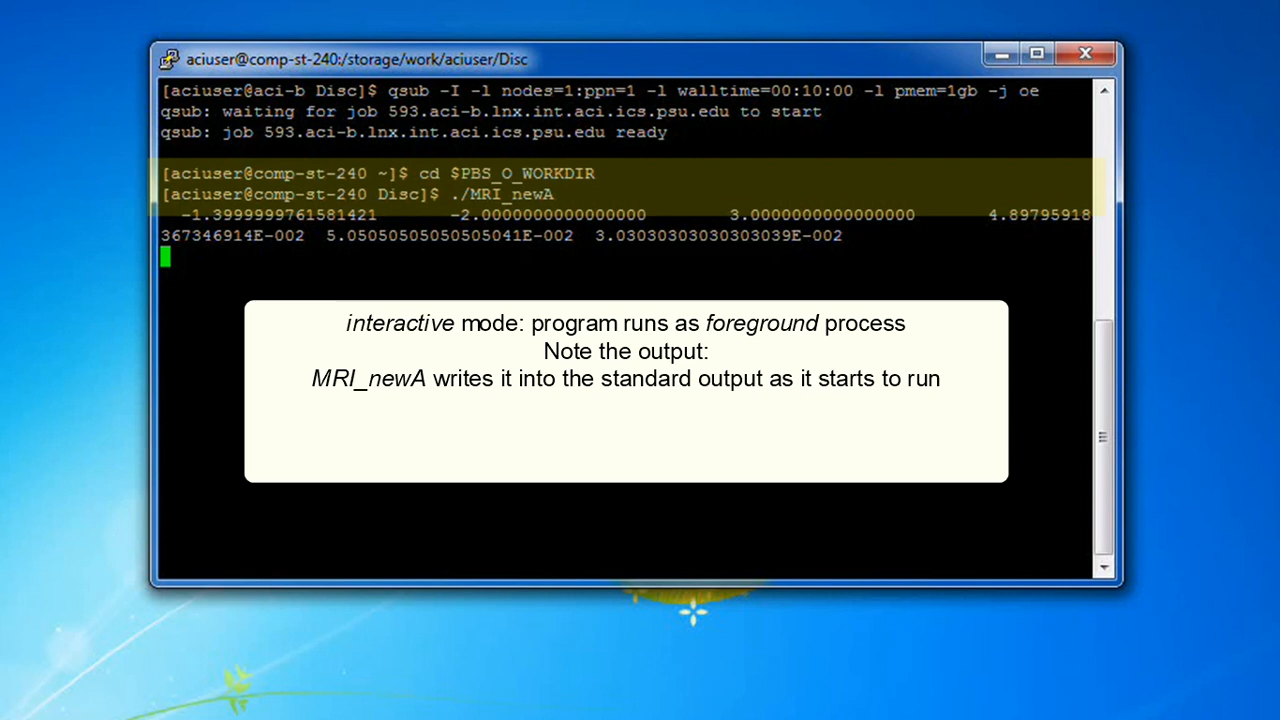 aciuser@comp-st-240:/storage/work/aciuser/Disc
[aciuser@aci-b Disc]$ qsub -I -l nodes=1:ppn=1 -l walltime=00:10:00 -l pmem=1gb -j oe
qsub: waiting for job 593.aci-b.lnx.int.aci.ics.psu.edu to start
qsub: job 593.aci-b.lnx.int.aci.ics.psu.edu ready
[aciuser@comp-st-240 ~]$ cd $PBS_O_WORKDIR
[aciuser@comp-st-240 Disc]$ ./MRI_newA
-1.3999999761581421 -2.0000000000000000 3.0000000000000000 4.89795918
367346914E-002 5.05050505050505041E-002 3.03030303030303039E-002
interactive mode: program runs as foreground process
Note the output:
MRI_newA writes it into the standard output as it starts to run